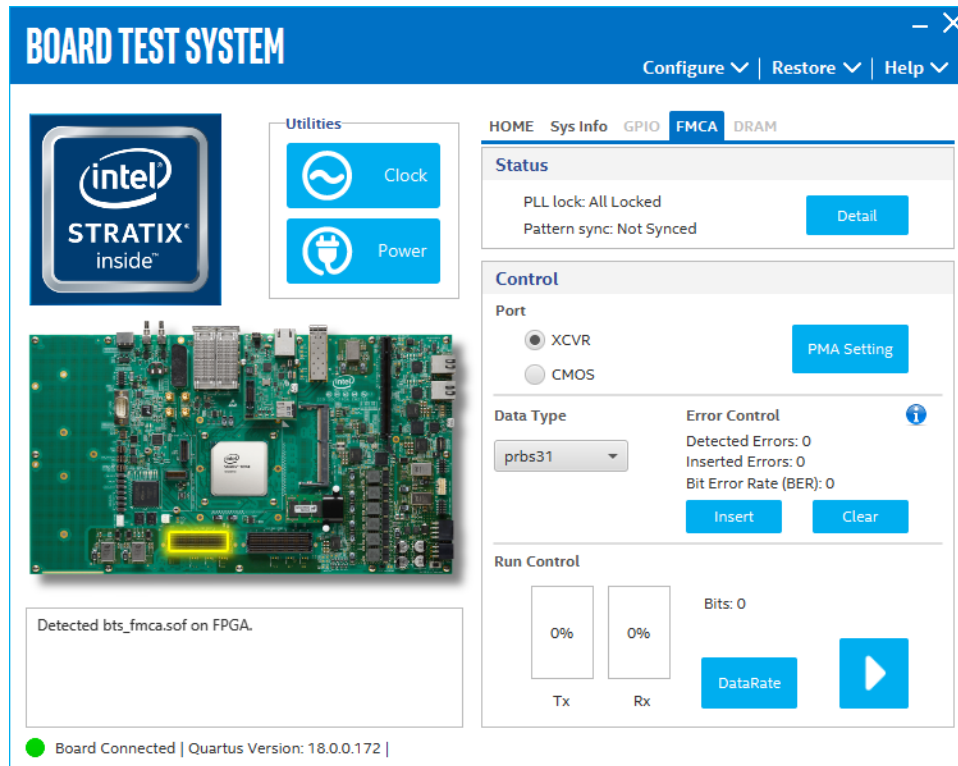 BOARD TEST SYSTEM
Configure | Restore | Help
intel
STRATIX
inside™
Utilities
Clock
Power
HOME Sys Info GPIO FMCA DRAM
Status
PLL lock: All Locked
Pattern sync: Not Synced
Detail
Control
Port
XCVR
CMOS
PMA Setting
Data Type
prbs31
Error Control
Detected Errors: 0
Inserted Errors: 0
Bit Error Rate (BER): 0
Insert
Clear
Run Control
0%
0%
Tx
Rx
Bits: 0
DataRate
Detected bts_fmca.sof on FPGA.
Board Connected | Quartus Version: 18.0.0.172 |